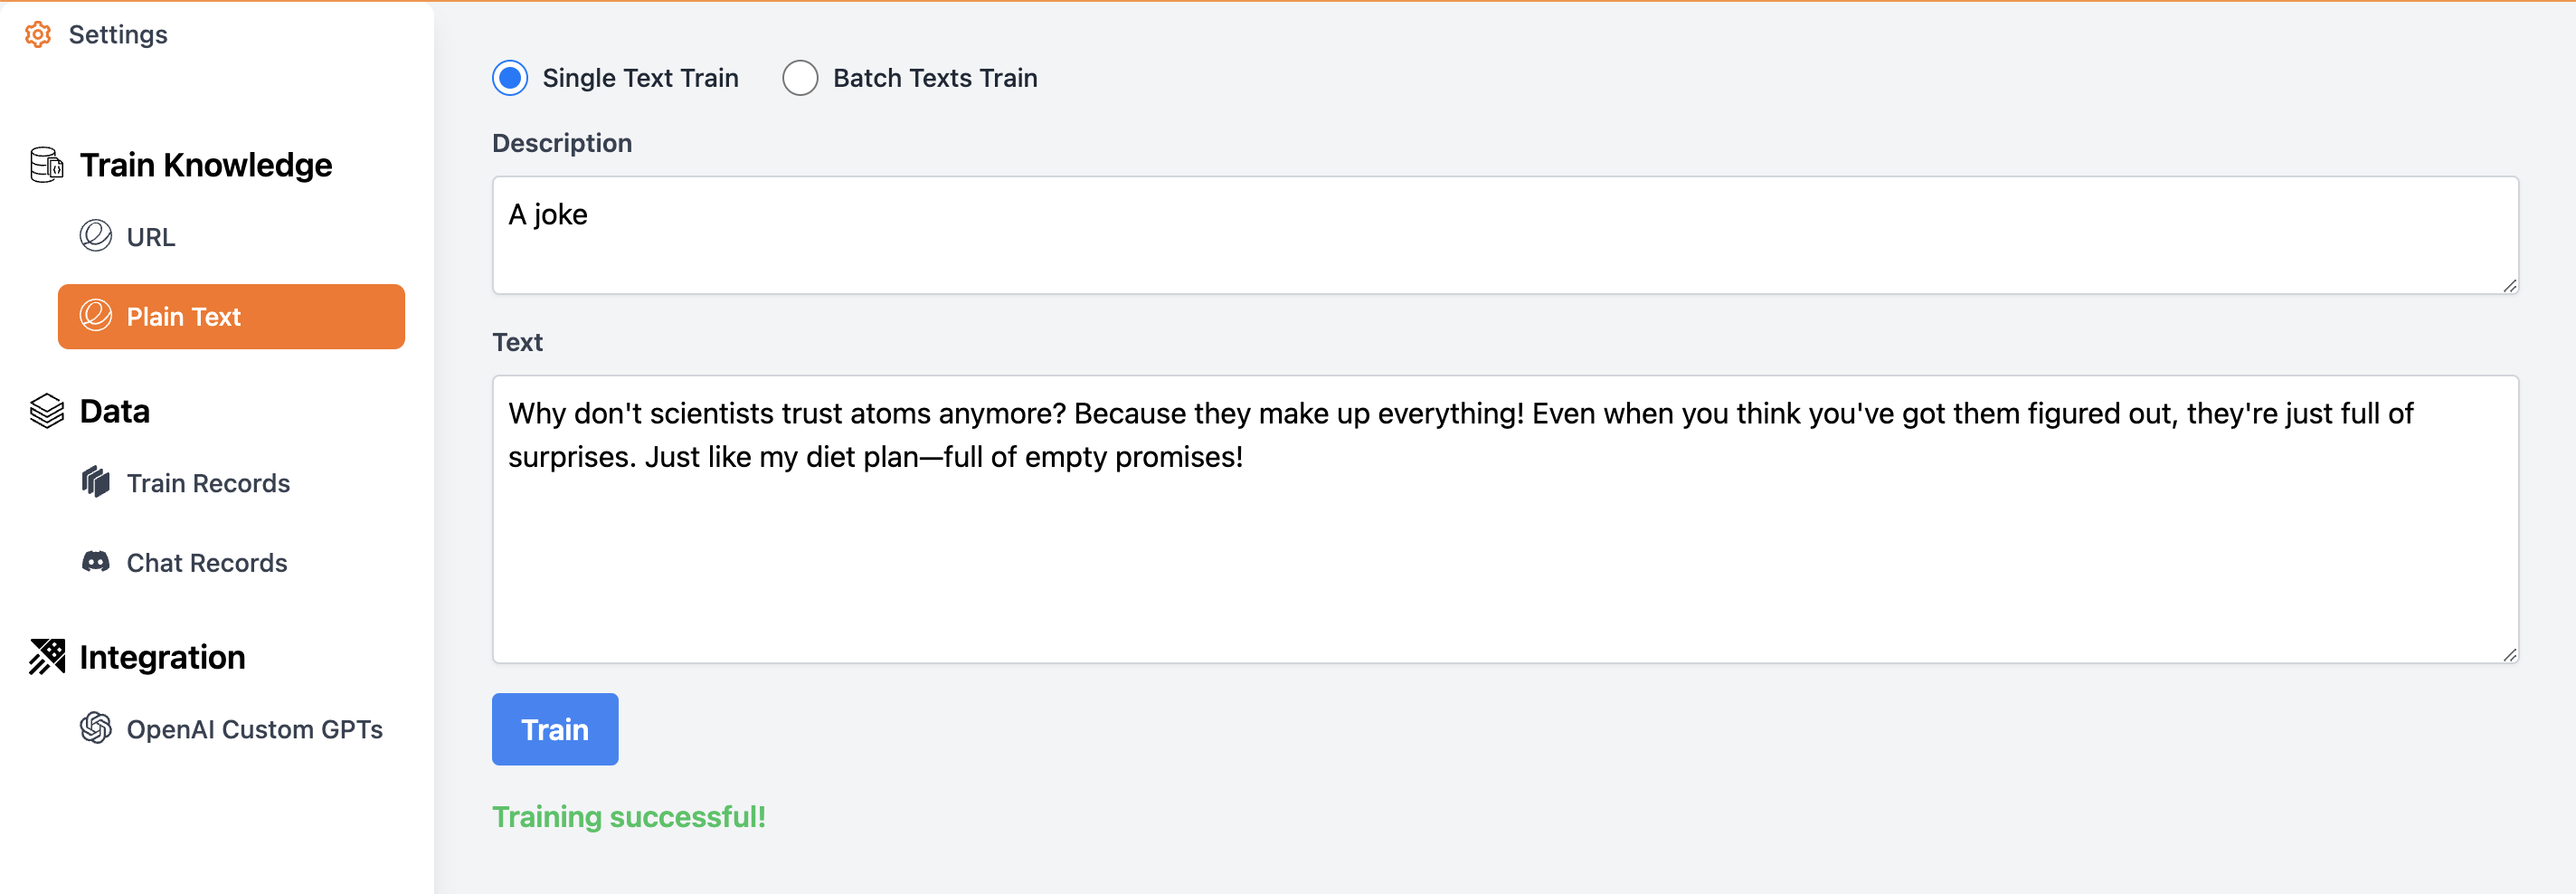 Settings
Train Knowledge
URL
Plain Text
Data
Train Records
Chat Records
Integration
OpenAI Custom GPTs
Single Text Train
Batch Texts Train
Description
A joke
Text
Why don't scientists trust atoms anymore? Because they make up everything! Even when you think you've got them figured out, they're just full of
surprises. Just like my diet plan—full of empty promises!
Train
Training successful!